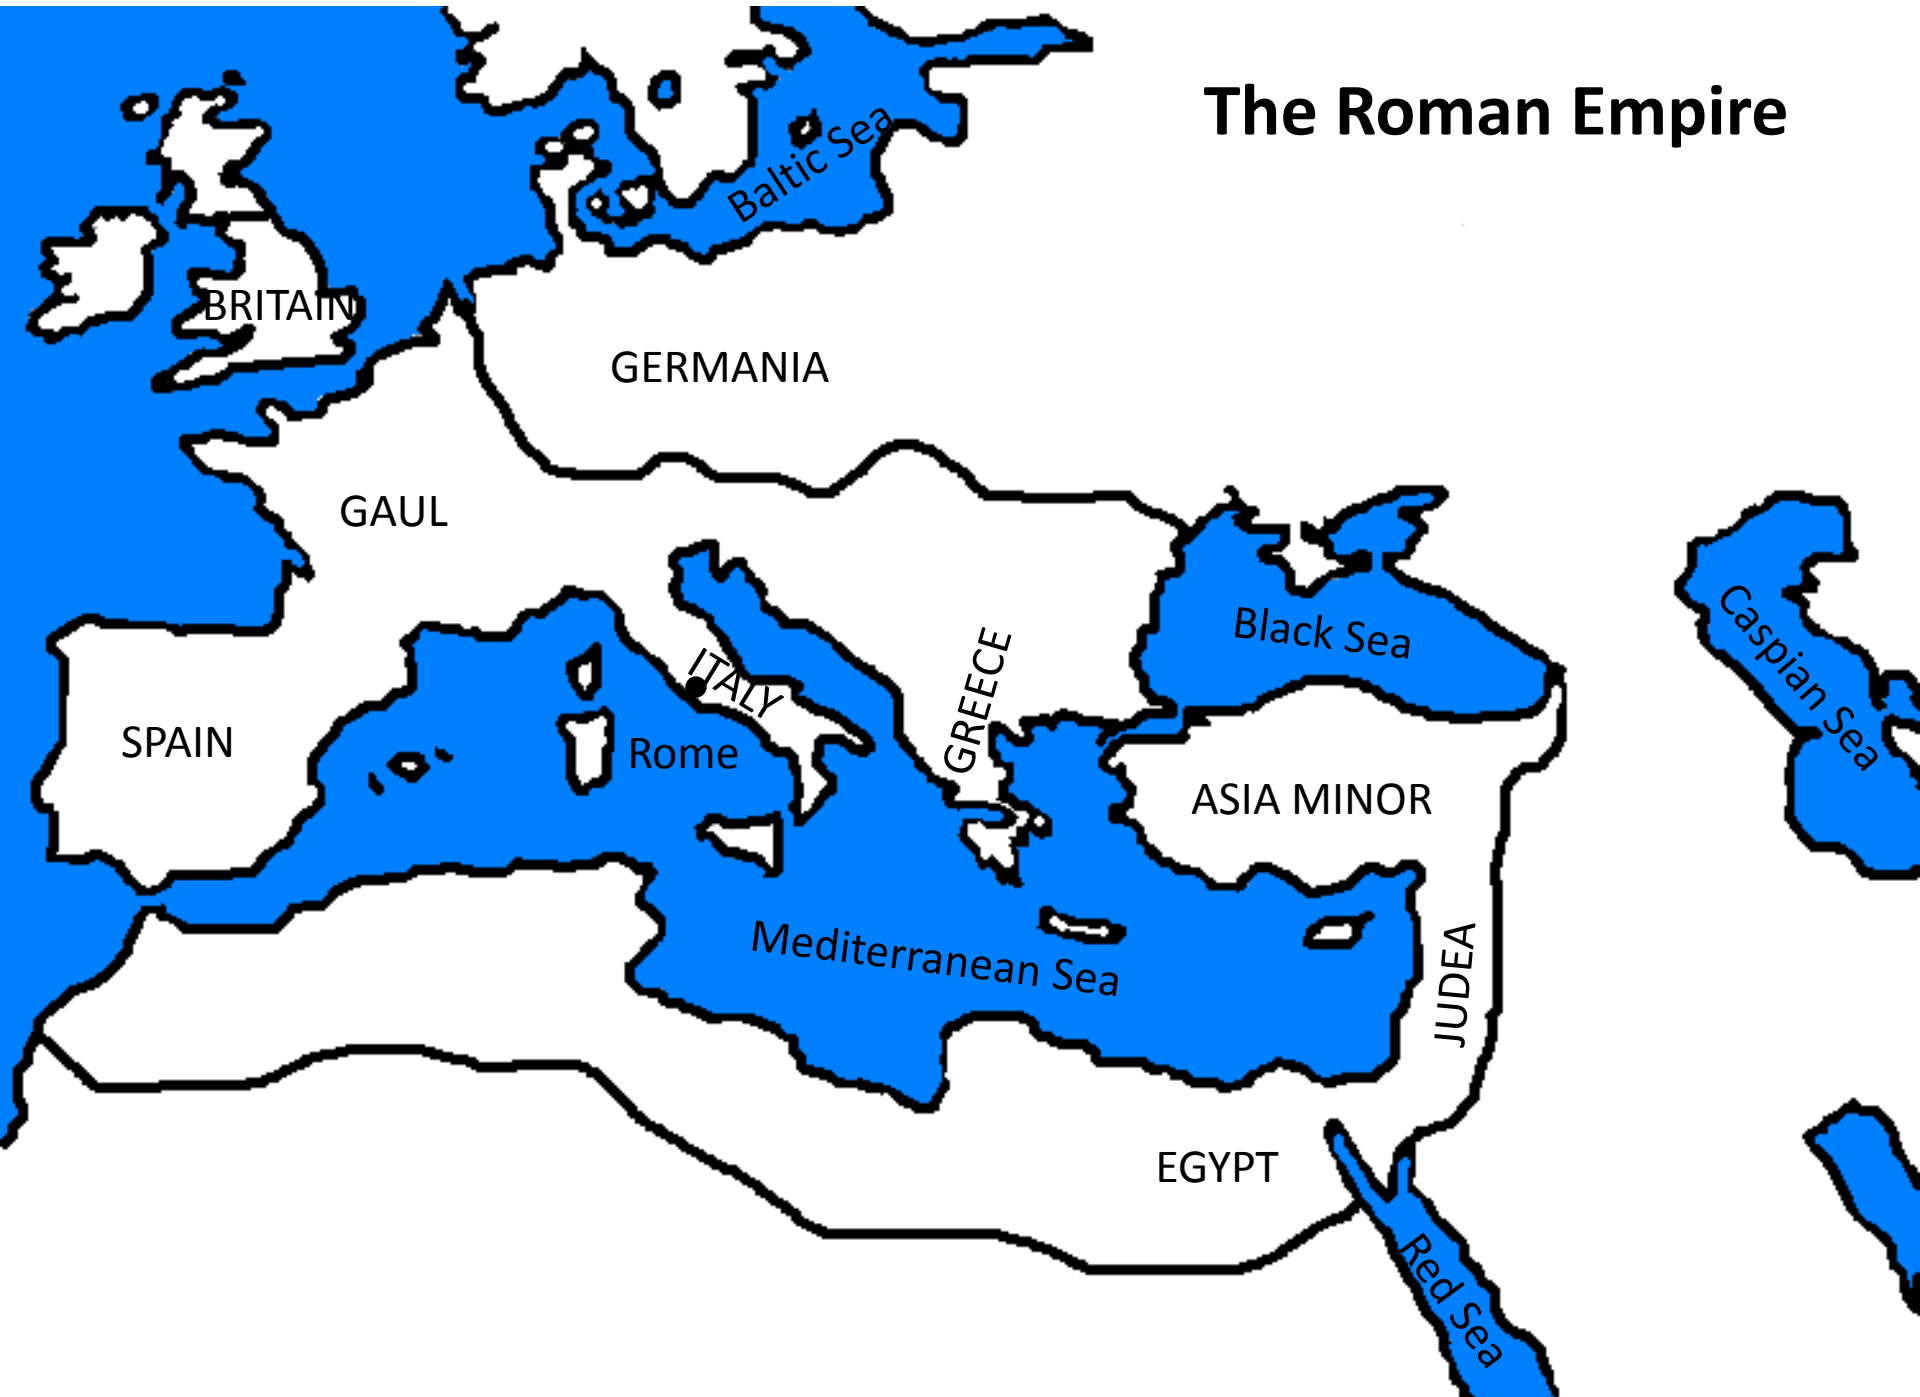 The Roman Empire
Baltic Sea
BRITAIN
GERMANIA
GAUL
Black Sea
Caspian Sea
ITALY
GREECE
SPAIN
Rome
ASIA MINOR
Mediterranean Sea
JUDEA
EGYPT
Red Sea